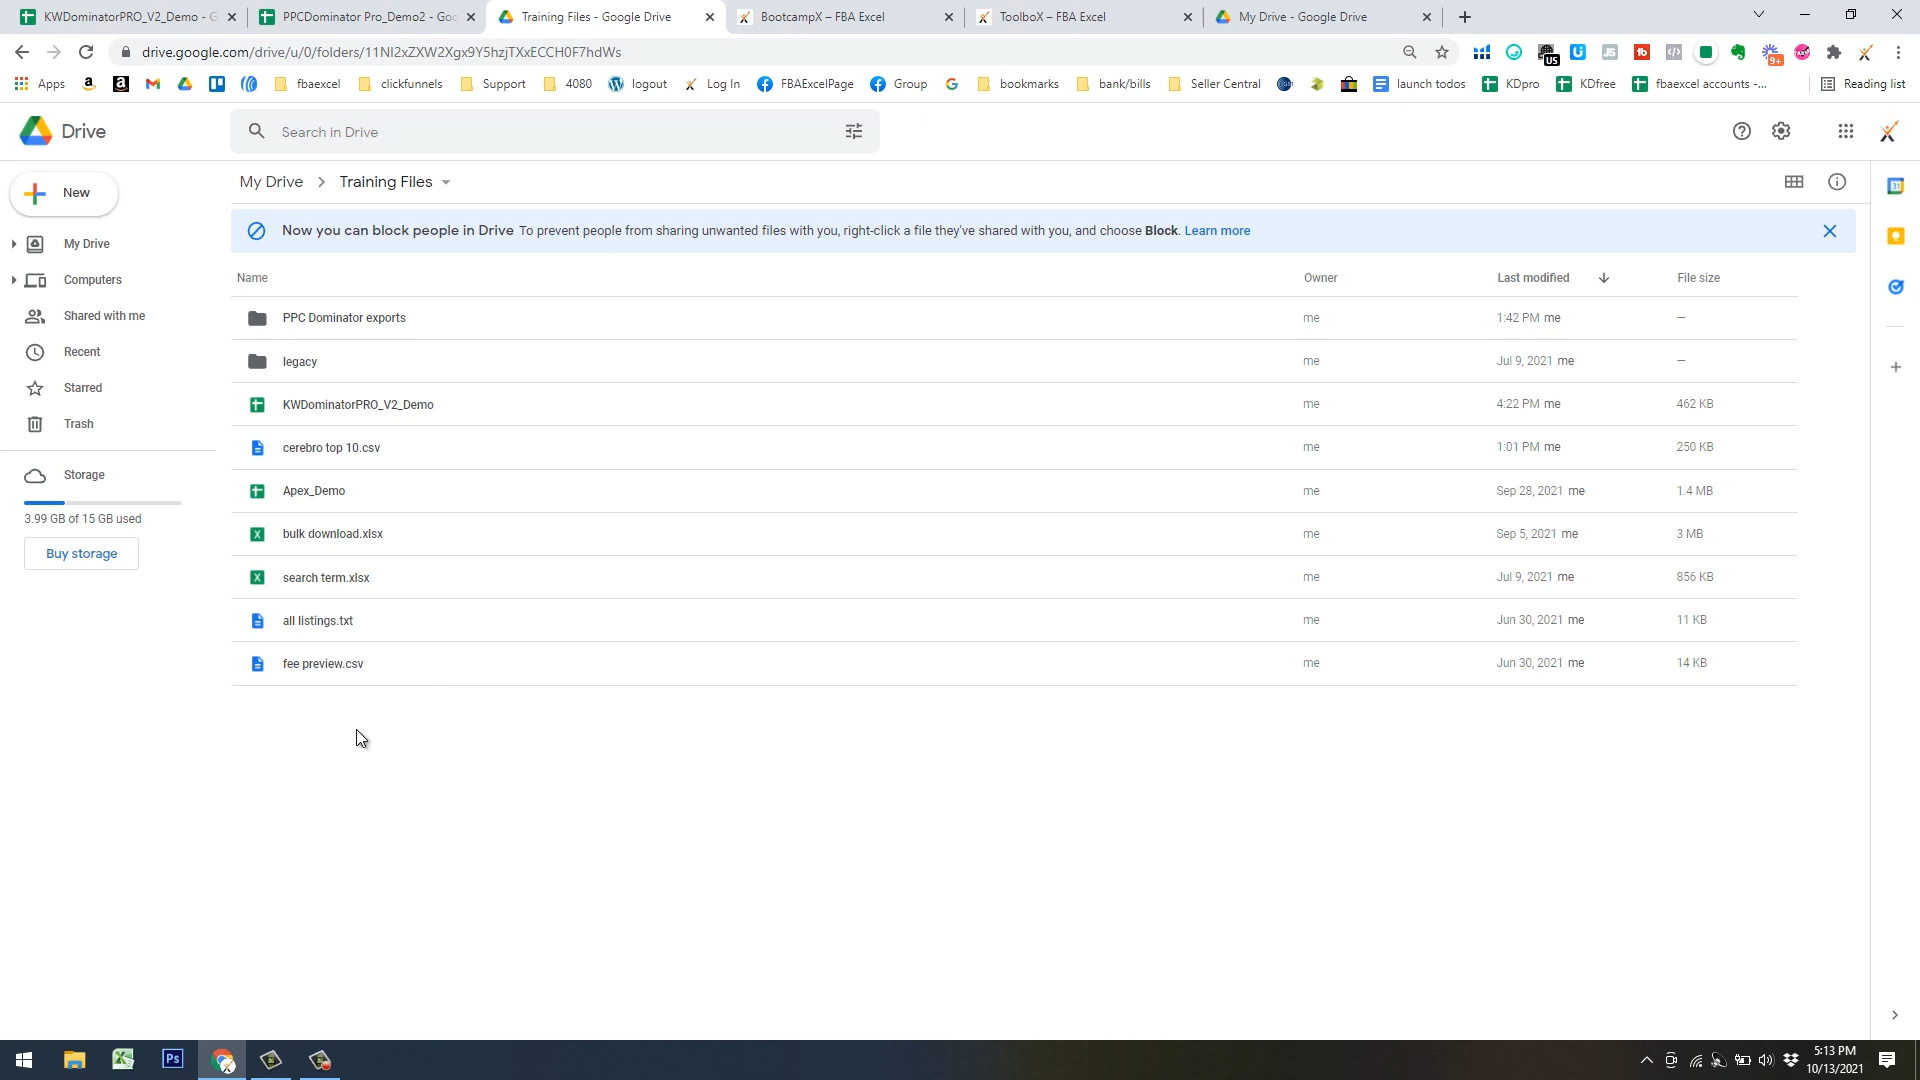 KWDominatorPRO_V2_Demo - G
PPCDominator Pro_Demo2 - Goo
Training Files - Google Drive
BootcampX – FBA Excel
ToolboX – FBA Excel
My Drive - Google Drive
drive.google.com/drive/u/0/folders/11NI2xZXW2Xgx9Y5hzjTXxECCH0F7hdWs
US
9+
Apps
fbaexcel
clickfunnels
Support
4080
logout
Log In
FBAExcelPage
Group
bookmarks
bank/bills
Seller Central
launch todos
KDpro
KDfree
fbaexcel accounts -...
Reading list
Drive
Search in Drive
New
My Drive
Computers
Shared with me
Recent
Starred
Trash
Storage
3.99 GB of 15 GB used
Buy storage
My Drive > Training Files
Now you can block people in Drive To prevent people from sharing unwanted files with you, right-click a file they've shared with you, and choose Block. Learn more
Name Owner Last modified File size
PPC Dominator exports me 1:42 PM me —
legacy me Jul 9, 2021 me —
KWDominatorPRO_V2_Demo me 4:22 PM me 462 KB
cerebro top 10.csv me 1:01 PM me 250 KB
Apex_Demo me Sep 28, 2021 me 1.4 MB
bulk download.xlsx me Sep 5, 2021 me 3 MB
search term.xlsx me Jul 9, 2021 me 856 KB
all listings.txt me Jun 30, 2021 me 11 KB
fee preview.csv me Jun 30, 2021 me 14 KB
31
Ps
5:13 PM
10/13/2021